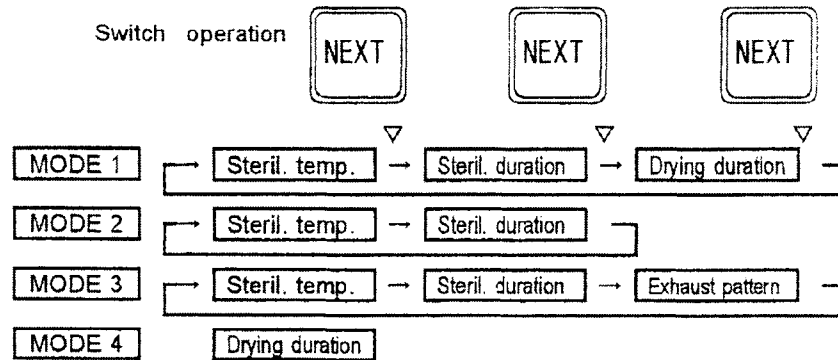 Switch operation NEXT NEXT NEXT
MODE 1 Steril. temp. Steril. duration Drying duration
MODE 2 Steril. temp. Steril. duration
MODE 3 Steril. temp. Steril. duration Exhaust pattern
MODE 4 Drying duration